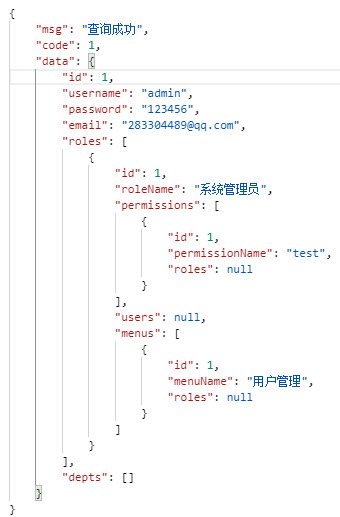 {
    "msg": "查询成功",
    "code": 1,
    "data": {
        "id": 1,
        "username": "admin",
        "password": "123456",
        "email": "283304489@qq.com",
        "roles": [
            {
                "id": 1,
                "roleName": "系统管理员",
                "permissions": [
                    {
                        "id": 1,
                        "permissionName": "test",
                        "roles": null
                    }
                ],
                "users": null,
                "menus": [
                    {
                        "id": 1,
                        "menuName": "用户管理",
                        "roles": null
                    }
                ]
            }
        ],
        "depts": []
    }
}